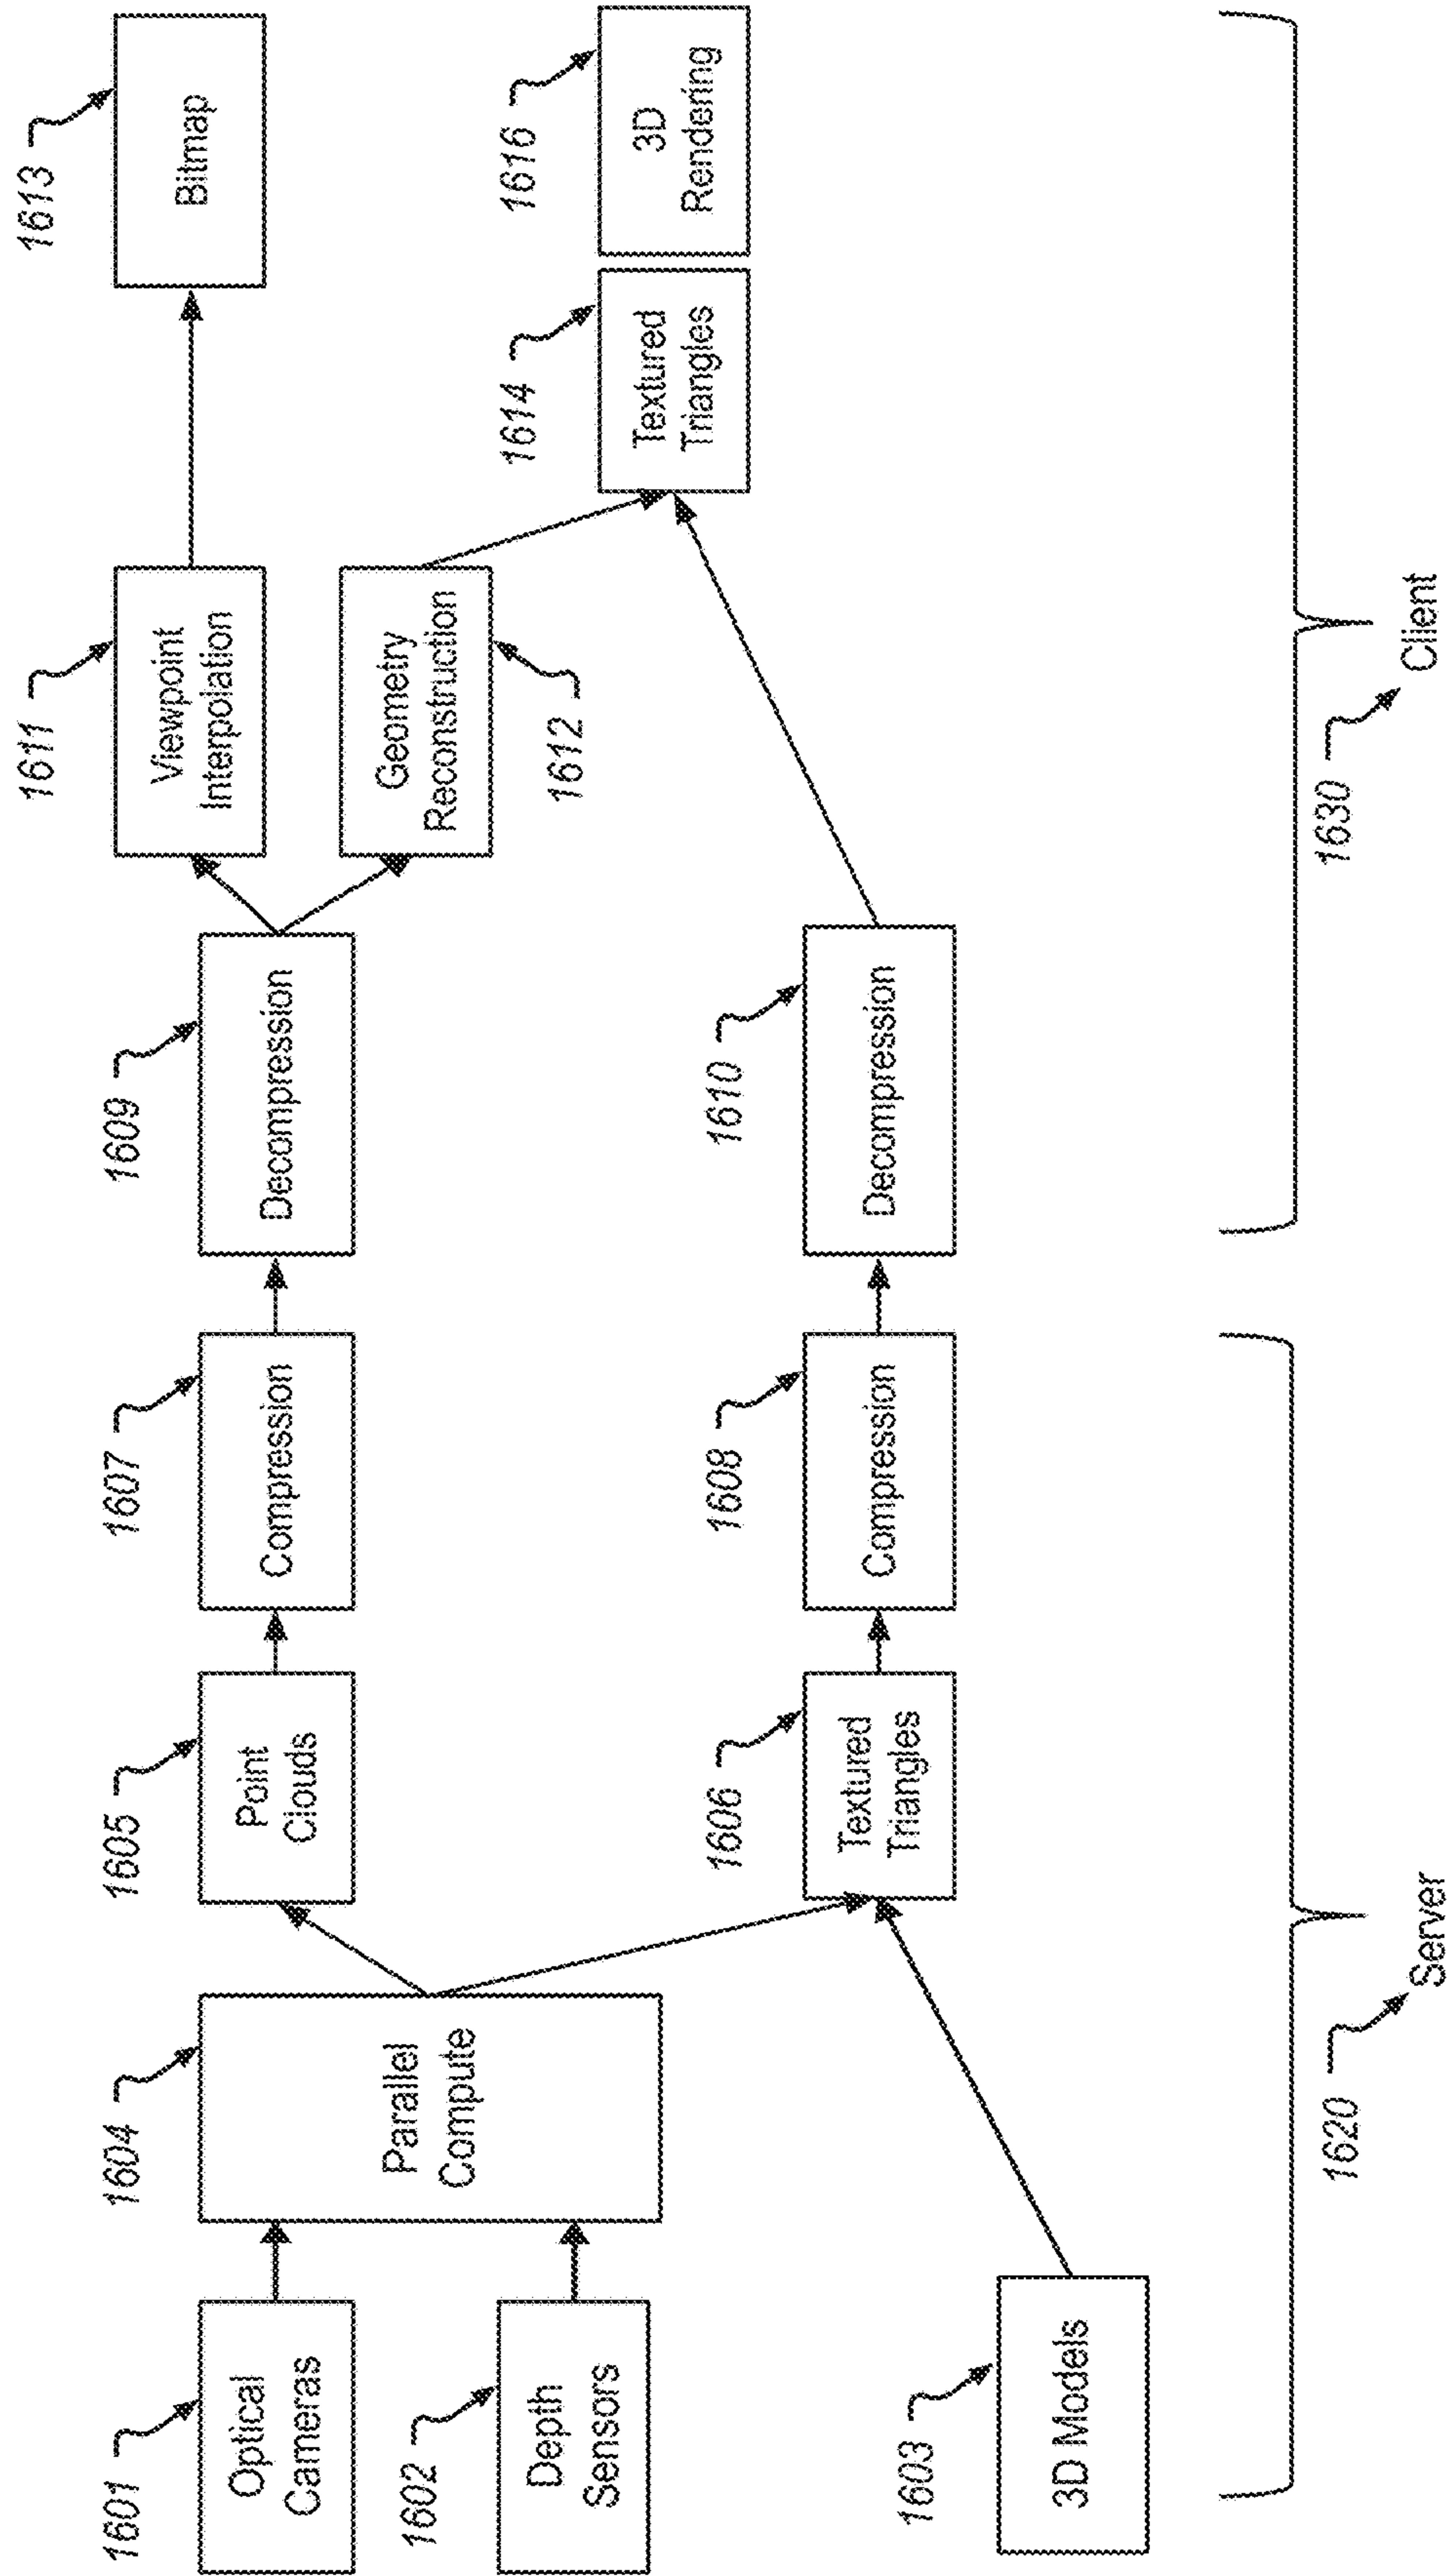 1601
Optical
Cameras
1602
Depth
Sensors
1603
3D Models
1604
Parallel
Compute
1605
Point
Clouds
1606
Textured
Triangles
1607
Compression
1608
Compression
1609
Decompression
1610
Decompression
1611
Viewpoint
Interpolation
Geometry
Reconstruction
1612
1613
Bitmap
1614
Textured
Triangles
1616
3D
Rendering
1620
Server
1630
Client